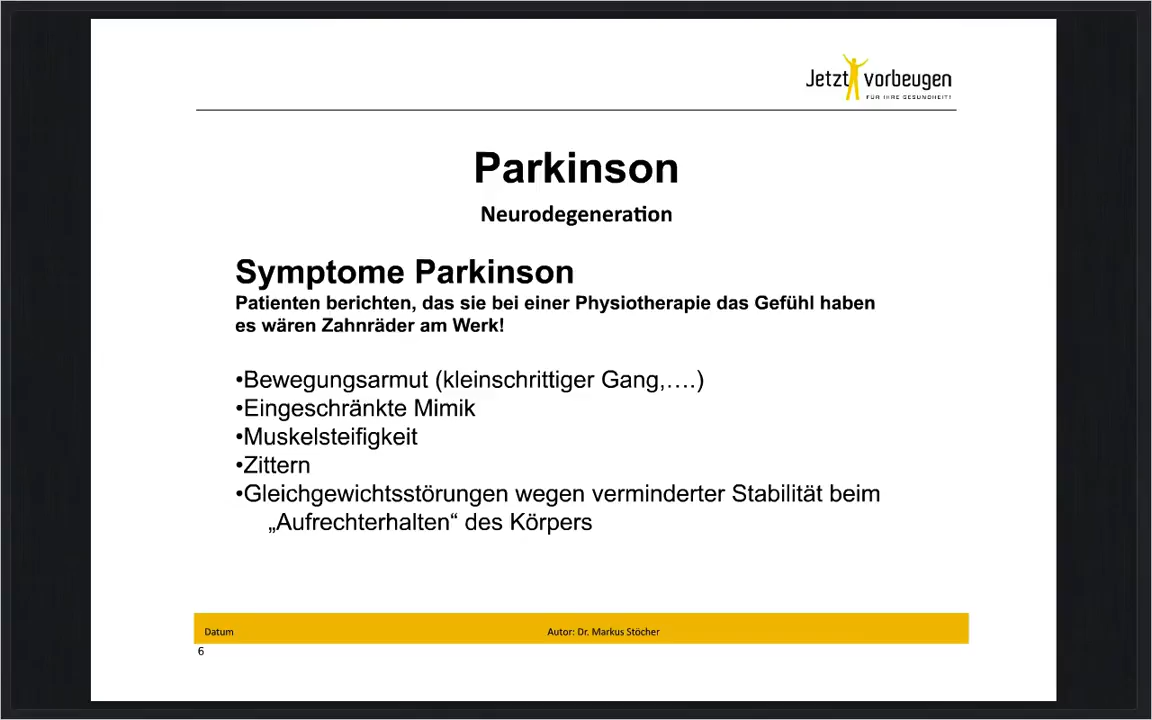 Jetzt vorbeugen
FÜR IHRE GESUNDHEIT!
Parkinson
Neurodegeneration
Symptome Parkinson
Patienten berichten, das sie bei einer Physiotherapie das Gefühl haben
es wären Zahnräder am Werk!
•Bewegungsarmut (kleinschrittiger Gang,….)
•Eingeschränkte Mimik
•Muskelsteifigkeit
•Zittern
•Gleichgewichtsstörungen wegen verminderter Stabilität beim
„Aufrechterhalten“ des Körpers
Datum Autor: Dr. Markus Stöcher
6